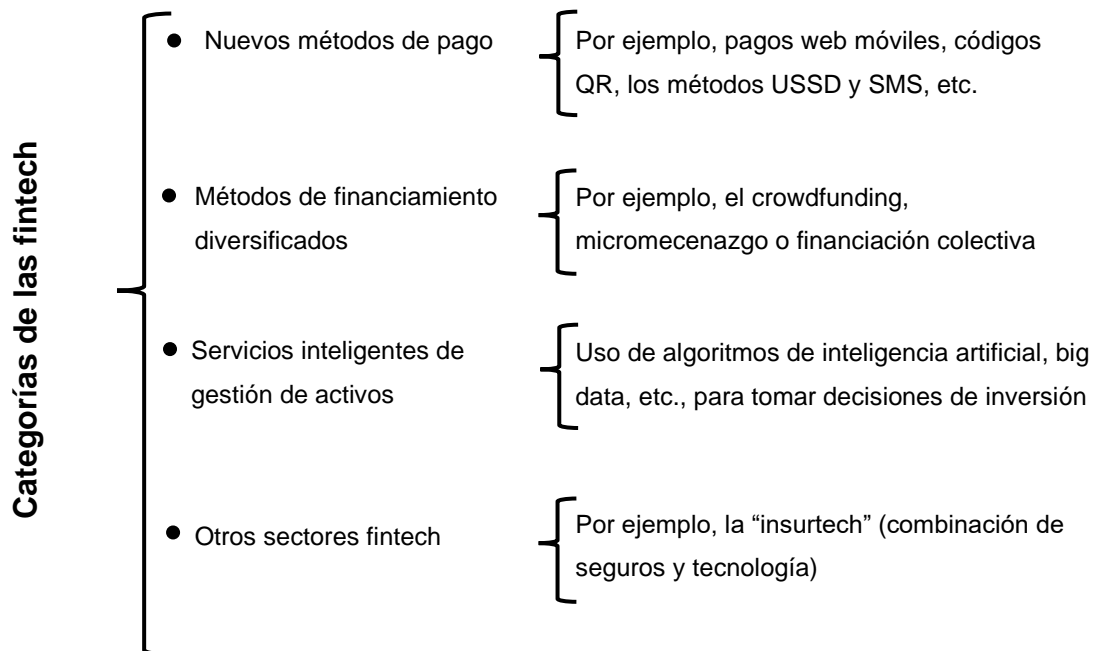 Categorías de las fintech
● Nuevos métodos de pago
Por ejemplo, pagos web móviles, códigos
QR, los métodos USSD y SMS, etc.
● Métodos de financiamiento
diversificados
Por ejemplo, el crowdfunding,
micromecenazgo o financiación colectiva
● Servicios inteligentes de
gestión de activos
Uso de algoritmos de inteligencia artificial, big
data, etc., para tomar decisiones de inversión
● Otros sectores fintech
Por ejemplo, la “insurtech” (combinación de
seguros y tecnología)